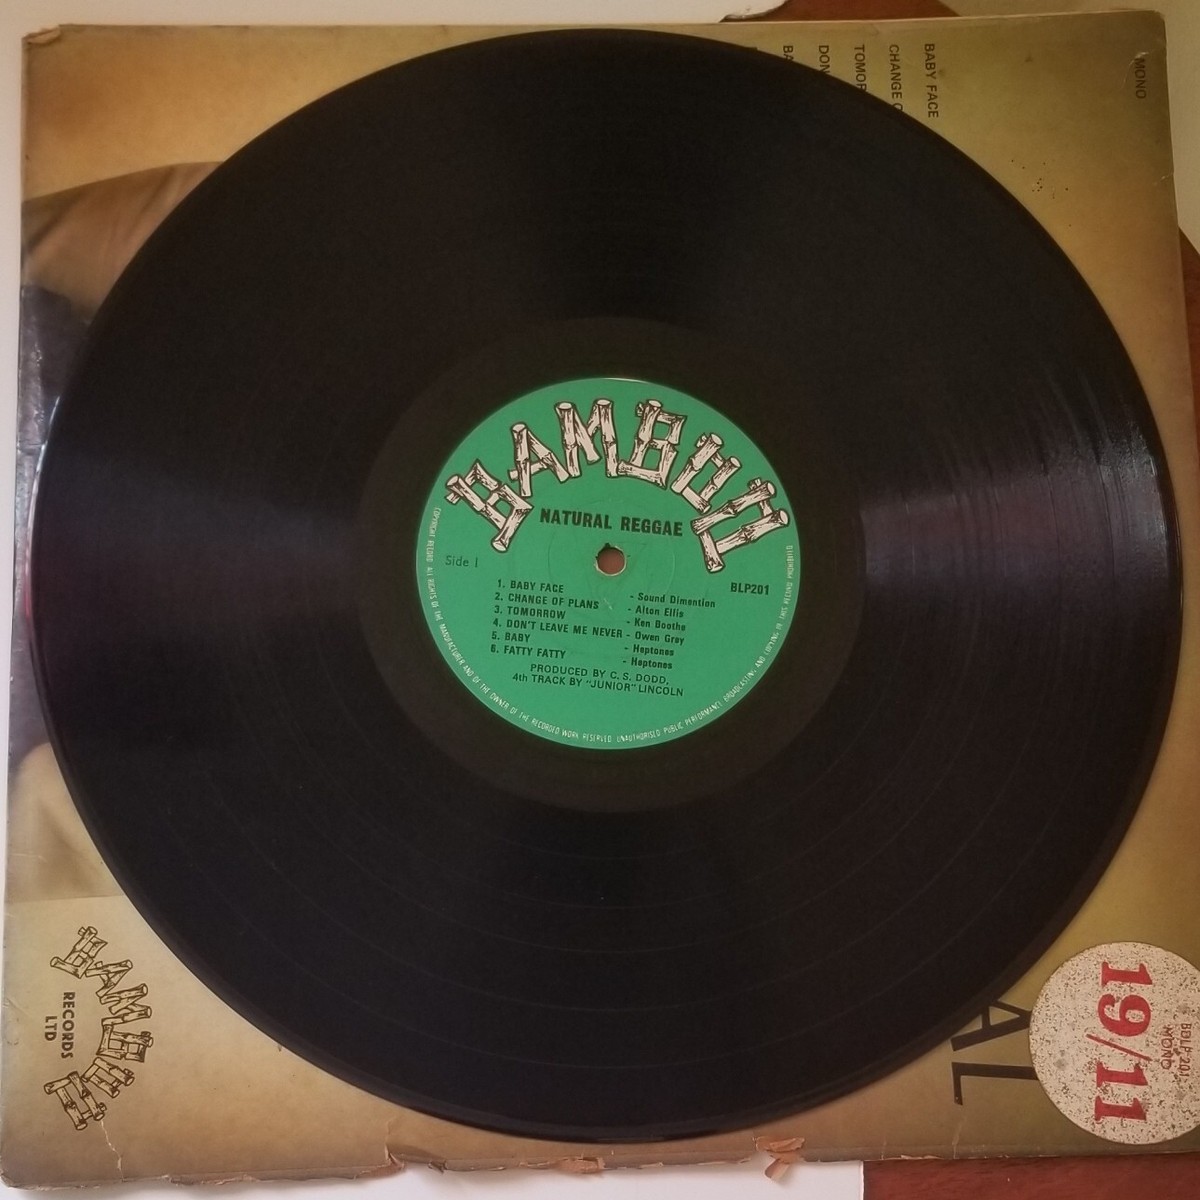 MONO
BABY FACE
CHANGE O
TOMOR
DON
BA
BAMBOO
NATURAL REGGAE
Side 1
BLP201
1. BABY FACE - Sound Dimention
2. CHANGE OF PLANS - Alton Ellis
3. TOMORROW - Ken Boothe
4. DON'T LEAVE ME NEVER - Owen Grey
5. BABY - Heptones
6. FATTY FATTY - Heptones
PRODUCED BY C. S. DODD,
4th TRACK BY "JUNIOR" LINCOLN
COPYRIGHT RECORD ALL RIGHTS OF THE MANUFACTURER AND OF THE OWNER OF THE RECORDED WORK RESERVED. UNAUTHORISED PUBLIC PERFORMANCE BROADCASTING AND COPYING OF THIS RECORD PROHIBITED
BAMBOO
RECORDS
LTD
AL
BDLP 201
MONO
19/11